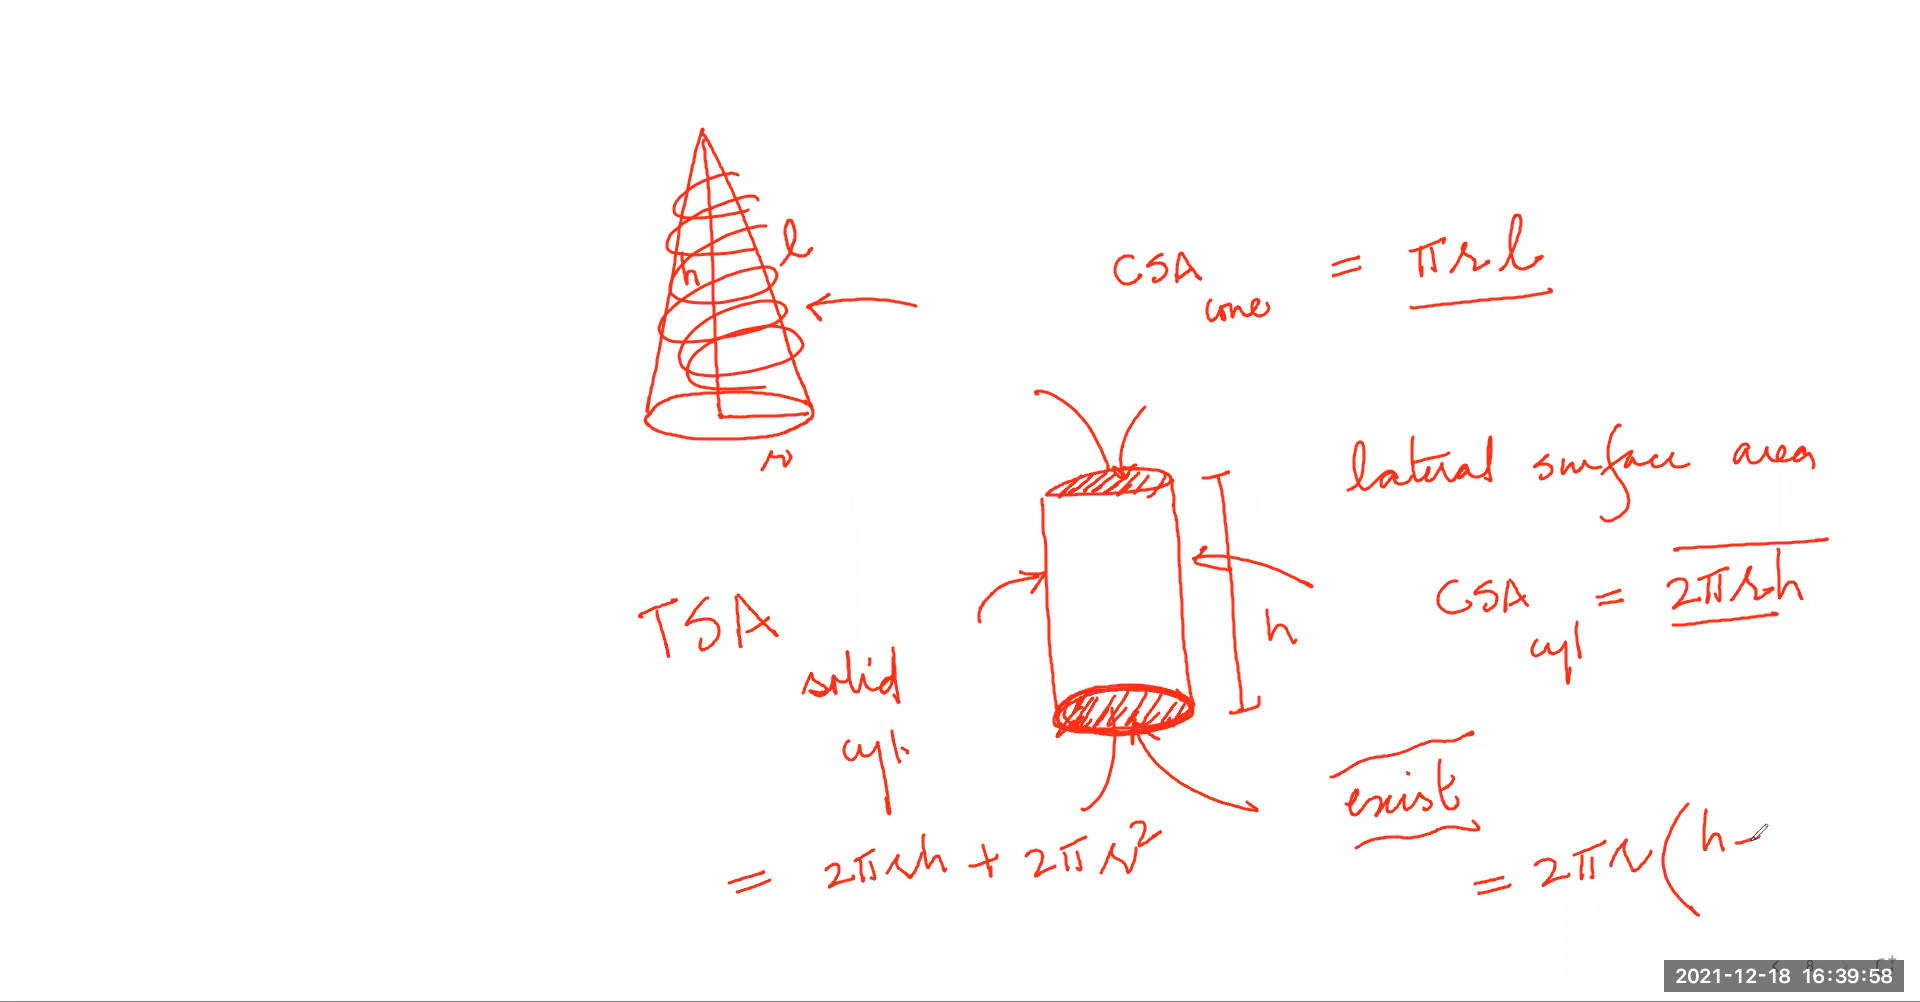 h
l
r
CSA cone = πrl
lateral surface area
CSA cyl = 2πrh
h
TSA solid cyl.
exist
= 2πrh + 2πr²
= 2πr(h-
2021-12-18 16:39:58